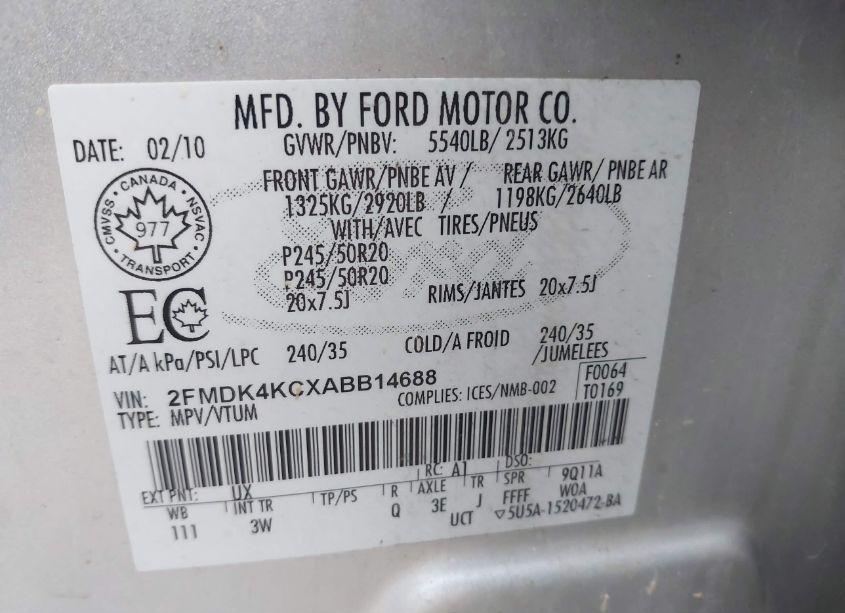 MFD. BY FORD MOTOR CO.
DATE: 02/10
GVWR/PNBV: 5540LB/ 2513KG
FRONT GAWR/PNBE AV / REAR GAWR/ PNBE AR
1325KG/2920LB / 1198KG/2640LB
WITH/AVEC TIRES/PNEUS
P245/50R20
P245/50R20
20x7.5J RIMS/JANTES 20x7.5J
CANADA
CMVSS NSVAC
977
TRANSPORT
EC
AT/A kPa/PSI/LPC 240/35 COLD/A FROID 240/35
/JUMELEES
VIN: 2FMDK4KCXABB14688
F0064
TYPE: MPV/VTUM COMPLIES: ICES/NMB-002 T0169
EXT PNT: UX RC: A1 DSO:
WB INT TR TP/PS R AXLE TR SPR 9Q11A
111 3W Q 3E J FFFF WOA
UCT ▽5U5A-1520472-BA